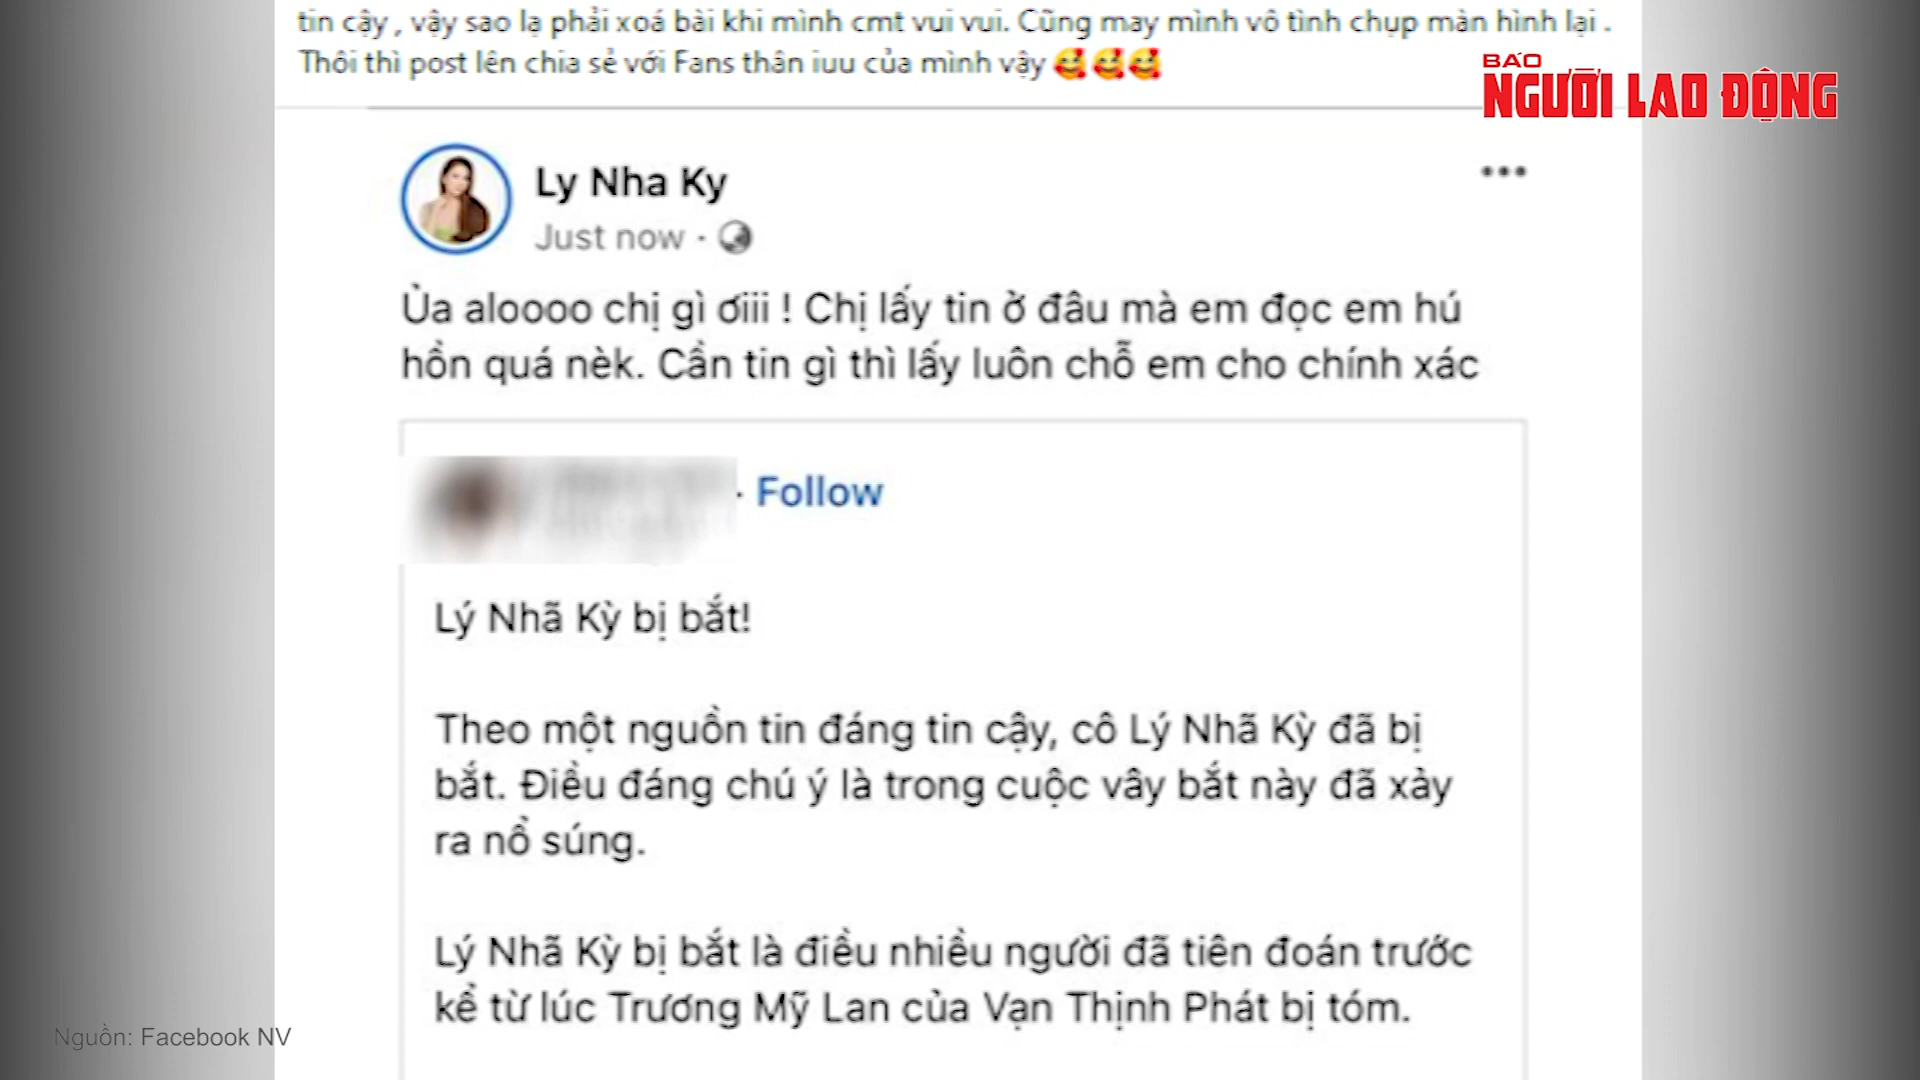 tin cậy , vậy sao lạ phải xoá bài khi mình cmt vui vui. Cũng may mình vô tình chụp màn hình lại .
Thôi thì post lên chia sẻ với Fans thân iuu của mình vậy 🥰🥰🥰
BÁO
NGƯỜI LAO ĐỘNG
Ly Nha Ky
Just now ·
Ủa aloooo chị gì ơiii ! Chị lấy tin ở đâu mà em đọc em hú
hồn quá nèk. Cần tin gì thì lấy luôn chỗ em cho chính xác
· Follow
Lý Nhã Kỳ bị bắt!
Theo một nguồn tin đáng tin cậy, cô Lý Nhã Kỳ đã bị
bắt. Điều đáng chú ý là trong cuộc vây bắt này đã xảy
ra nổ súng.
Lý Nhã Kỳ bị bắt là điều nhiều người đã tiên đoán trước
kể từ lúc Trương Mỹ Lan của Vạn Thịnh Phát bị tóm.
Nguồn: Facebook NV